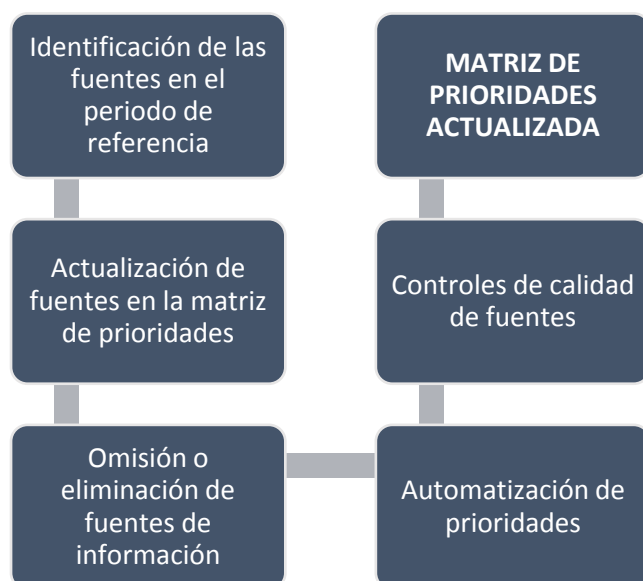 Identificación de las
fuentes en el
periodo de
referencia
Actualización de
fuentes en la matriz
de prioridades
Omisión o
eliminación de
fuentes de
información
Automatización de
prioridades
Controles de calidad
de fuentes
MATRIZ DE
PRIORIDADES
ACTUALIZADA